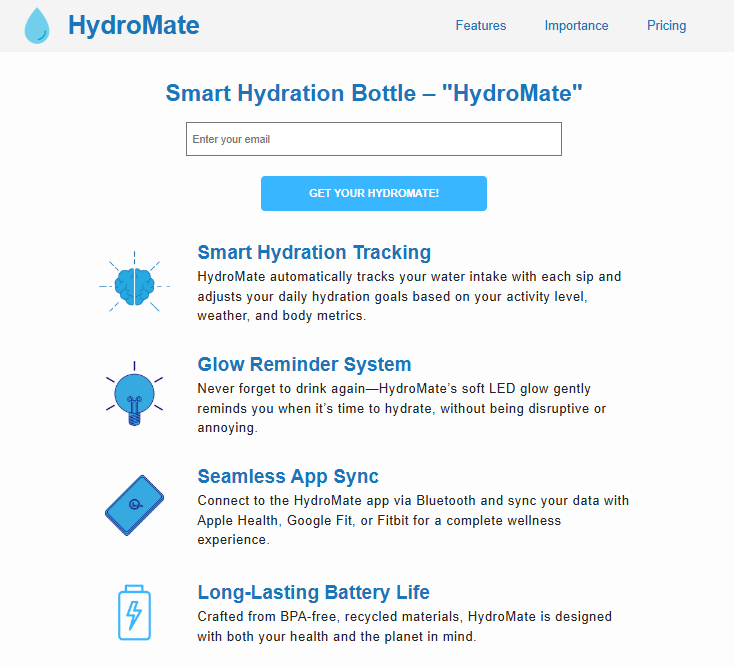 HydroMate
Features Importance Pricing
Smart Hydration Bottle – "HydroMate"
Enter your email
GET YOUR HYDROMATE!
Smart Hydration Tracking
HydroMate automatically tracks your water intake with each sip and
adjusts your daily hydration goals based on your activity level,
weather, and body metrics.
Glow Reminder System
Never forget to drink again—HydroMate’s soft LED glow gently
reminds you when it’s time to hydrate, without being disruptive or
annoying.
Seamless App Sync
Connect to the HydroMate app via Bluetooth and sync your data with
Apple Health, Google Fit, or Fitbit for a complete wellness
experience.
Long-Lasting Battery Life
Crafted from BPA-free, recycled materials, HydroMate is designed
with both your health and the planet in mind.